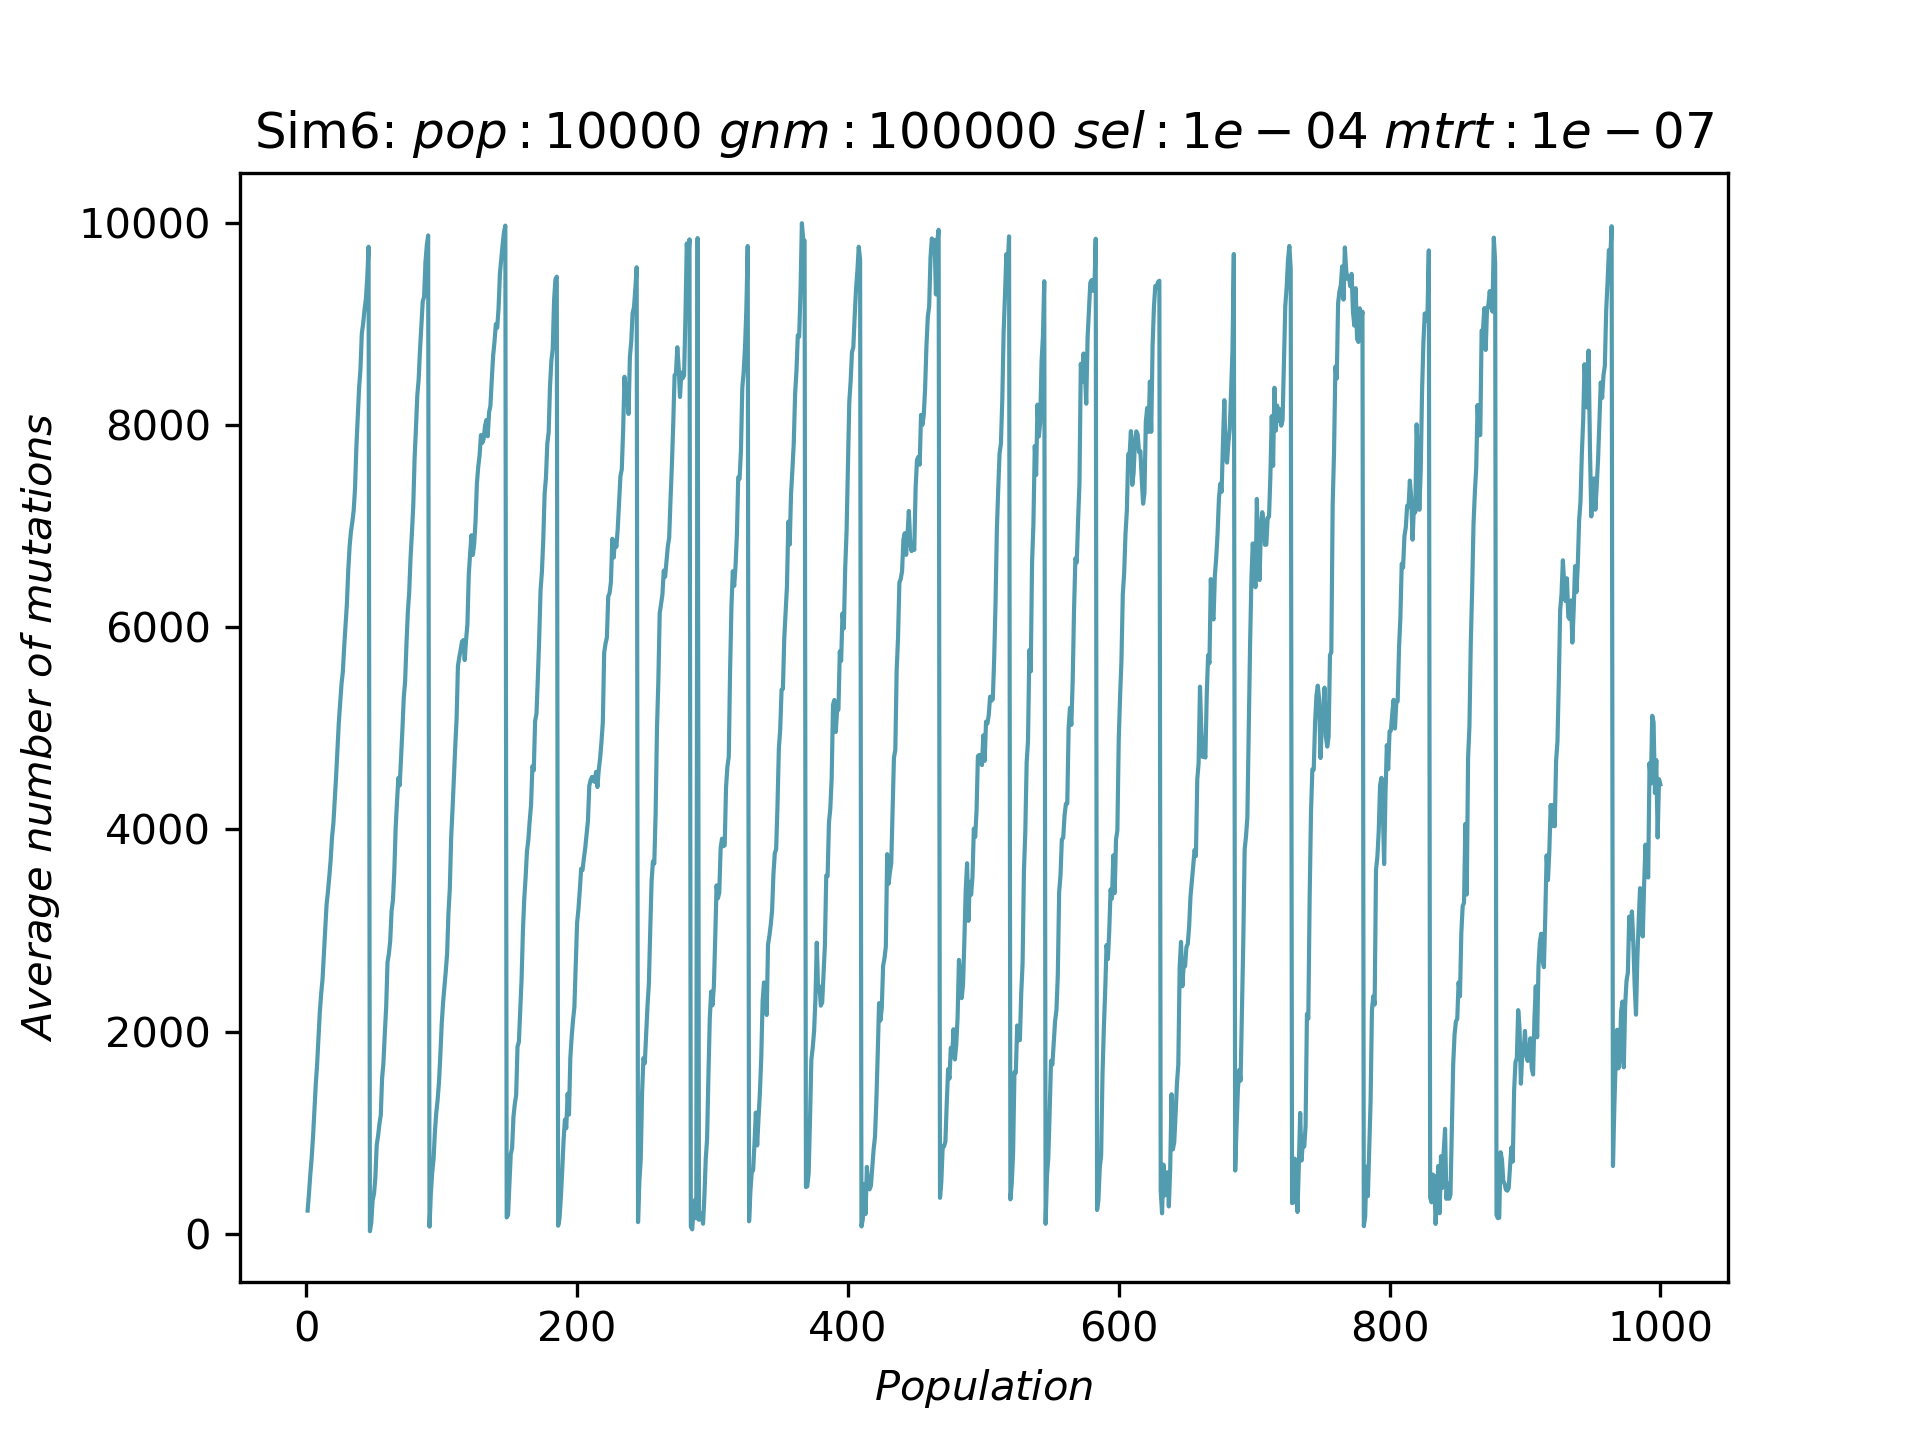 Sim6: pop : 10000 gnm : 100000 sel : 1e − 04 mtrt : 1e − 07
10000
8000
6000
4000
2000
0
Average number of mutations
0 200 400 600 800 1000
Population